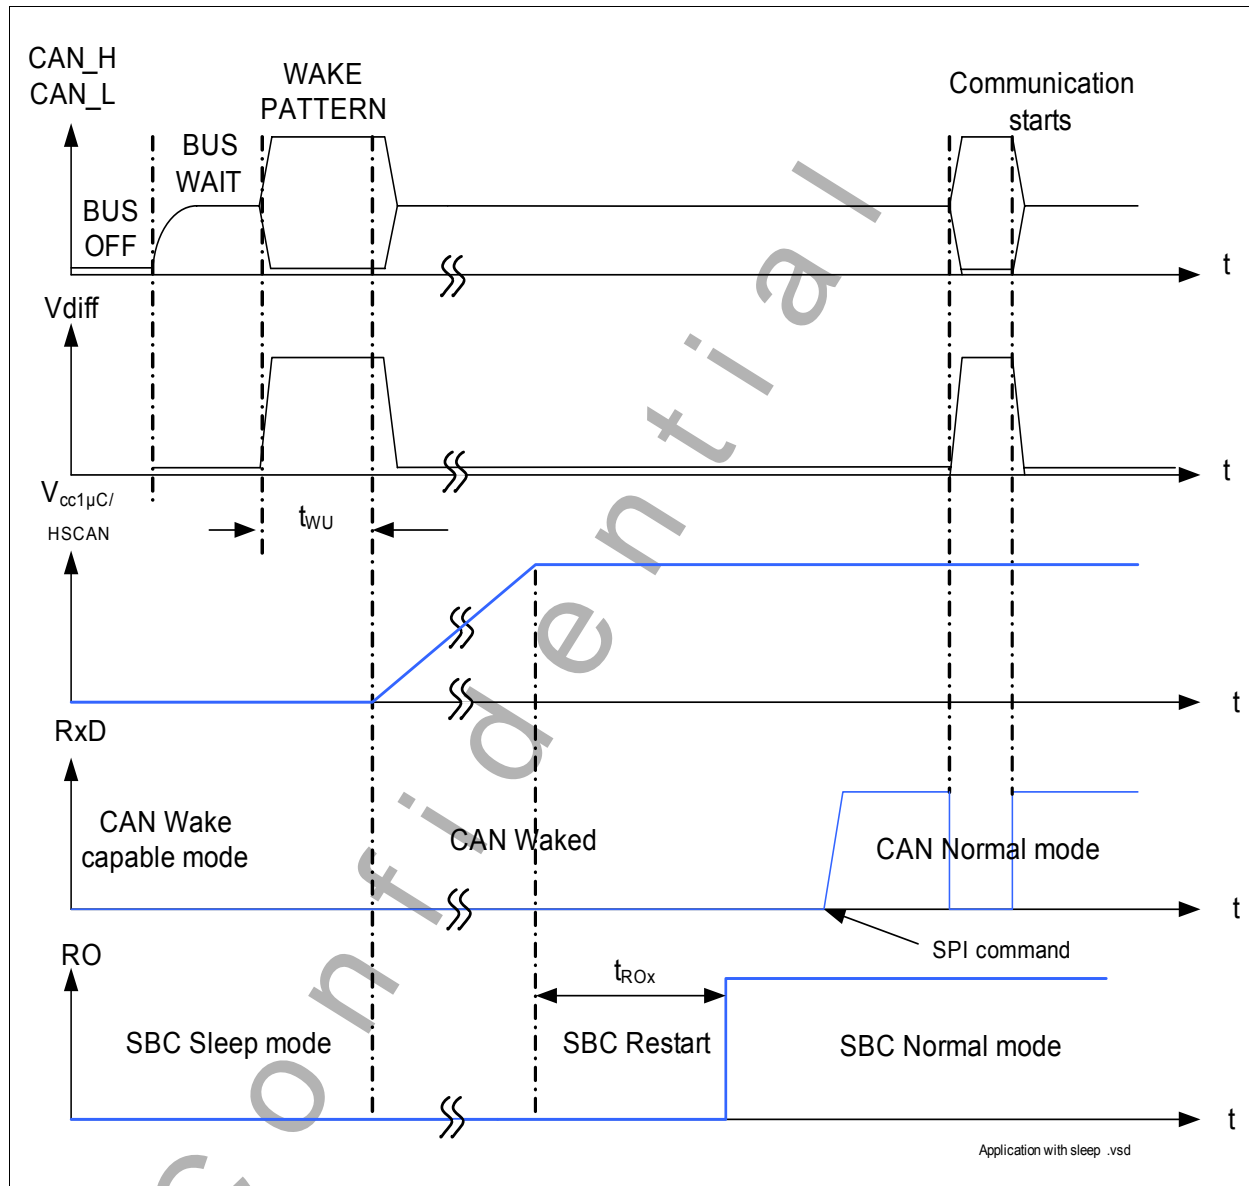 CAN_H
CAN_L
WAKE
PATTERN
Communication
starts
BUS
WAIT
BUS
OFF
t
Vdiff
t
Vcc1µC/
HSCAN
tWU
t
RxD
CAN Wake
capable mode
CAN Waked
CAN Normal mode
t
SPI command
RO
tROx
SBC Sleep mode
SBC Restart
SBC Normal mode
t
Application with sleep .vsd
Confidential